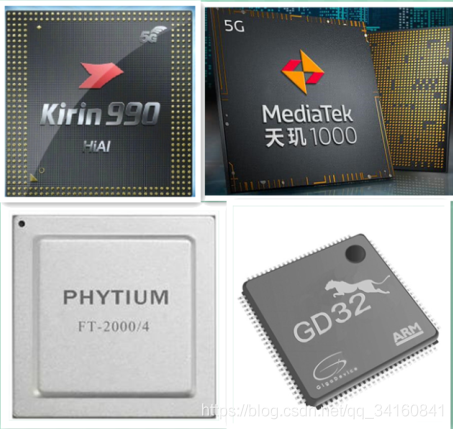 5G
Kirin 990
HiAI
5G
MediaTek
天玑1000
PHYTIUM
FT-2000/4
GD32
ARM
GigaDevice
https://blog.csdn.net/qq_34160841